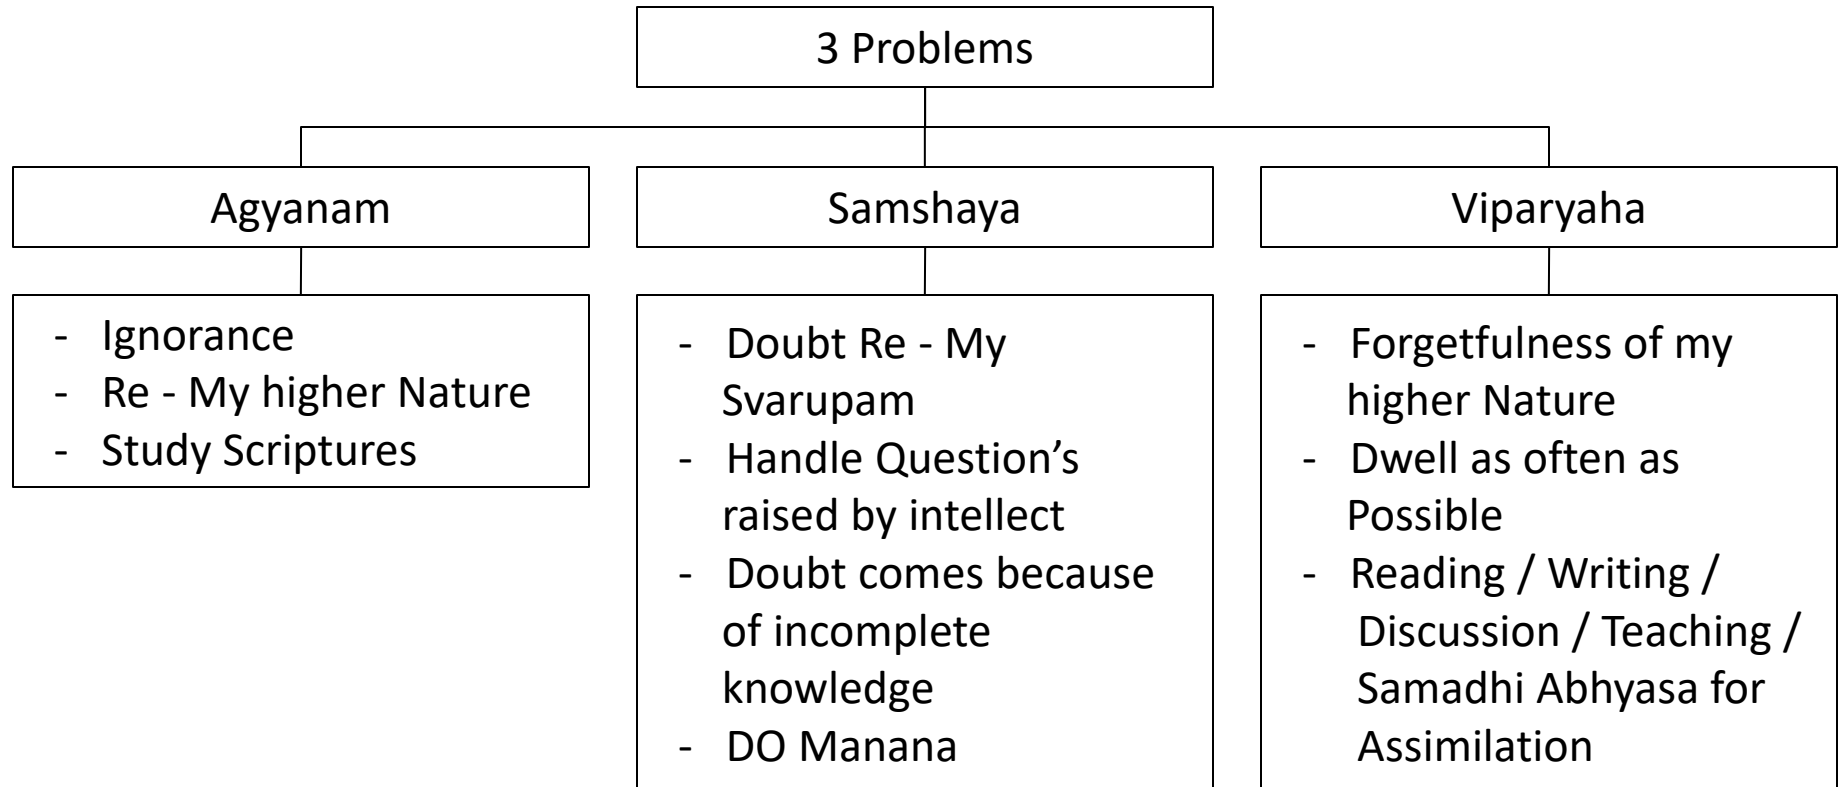 3 Problems
Agyanam
Samshaya
Viparyaha
- Ignorance
- Re - My higher Nature
- Study Scriptures
- Doubt Re - My
Svarupam
- Handle Question’s
raised by intellect
- Doubt comes because
of incomplete
knowledge
- DO Manana
- Forgetfulness of my
higher Nature
- Dwell as often as
Possible
- Reading / Writing /
Discussion / Teaching /
Samadhi Abhyasa for
Assimilation